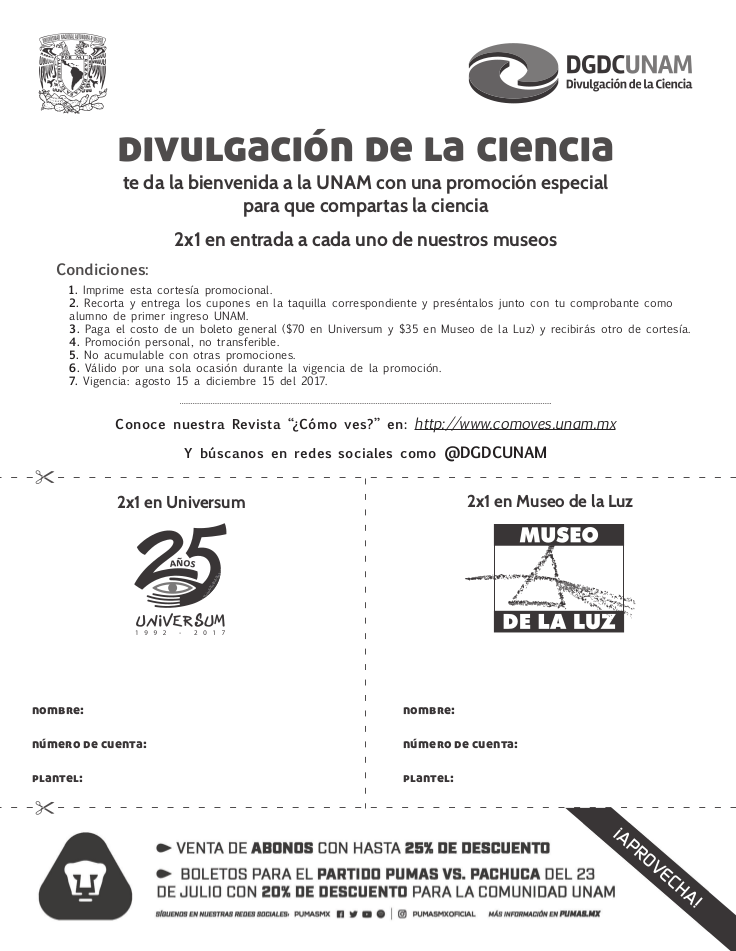 DGDCUNAM
Divulgación de la Ciencia
DIVULGACIÓN DE LA CIENCIA
te da la bienvenida a la UNAM con una promoción especial
para que compartas la ciencia
2x1 en entrada a cada uno de nuestros museos
Condiciones:
1. Imprime esta cortesía promocional.
2. Recorta y entrega los cupones en la taquilla correspondiente y preséntalos junto con tu comprobante como
alumno de primer ingreso UNAM.
3. Paga el costo de un boleto general ($70 en Universum y $35 en Museo de la Luz) y recibirás otro de cortesía.
4. Promoción personal, no transferible.
5. No acumulable con otras promociones.
6. Válido por una sola ocasión durante la vigencia de la promoción.
7. Vigencia: agosto 15 a diciembre 15 del 2017.
Conoce nuestra Revista “¿Cómo ves?” en: http://www.comoves.unam.mx
Y búscanos en redes sociales como @DGDCUNAM
2x1 en Universum
25
AÑOS
UNiVERSUM
1992 - 2017
NOMBRE:
NÚMERO DE CUENTA:
PLANTEL:
2x1 en Museo de la Luz
MUSEO
DE LA LUZ
NOMBRE:
NÚMERO DE CUENTA:
PLANTEL:
VENTA DE ABONOS CON HASTA 25% DE DESCUENTO
BOLETOS PARA EL PARTIDO PUMAS VS. PACHUCA DEL 23
DE JULIO CON 20% DE DESCUENTO PARA LA COMUNIDAD UNAM
SÍGUENOS EN NUESTRAS REDES SOCIALES: PUMASMX | PUMASMXOFICIAL MÁS INFORMACIÓN EN PUMAS.MX
¡APROVECHA!